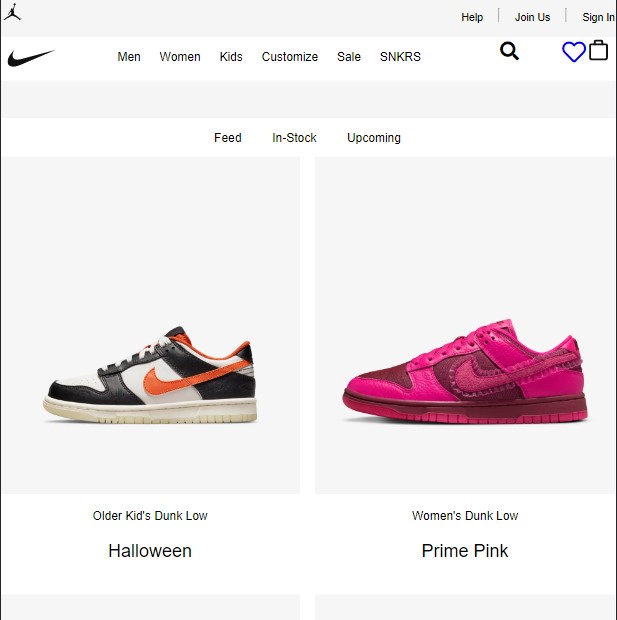 Help Join Us Sign In
Men Women Kids Customize Sale SNKRS
Feed In-Stock Upcoming
Older Kid's Dunk Low
Halloween
Women's Dunk Low
Prime Pink